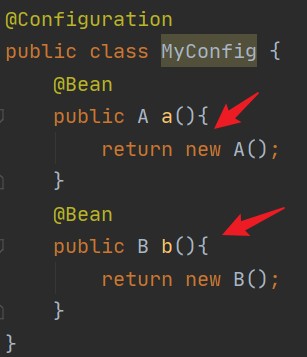 @Configuration
public class MyConfig {
@Bean
public A a(){
return new A();
}
@Bean
public B b(){
return new B();
}
}